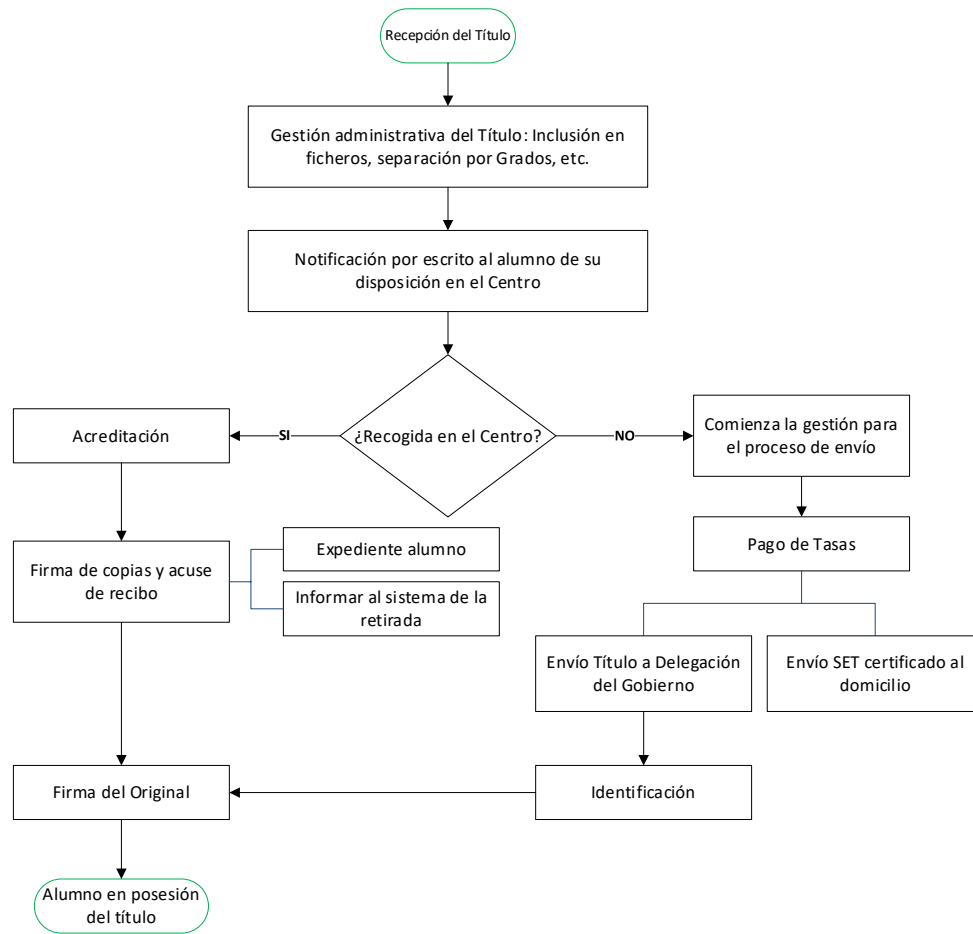 Recepción del Título
Gestión administrativa del Título: Inclusión en
ficheros, separación por Grados, etc.
Notificación por escrito al alumno de su
disposición en el Centro
¿Recogida en el Centro?
SI
NO
Acreditación
Comienza la gestión para
el proceso de envío
Firma de copias y acuse
de recibo
Expediente alumno
Informar al sistema de la
retirada
Pago de Tasas
Envío Título a Delegación
del Gobierno
Envío SET certificado al
domicilio
Firma del Original
Identificación
Alumno en posesión
del título